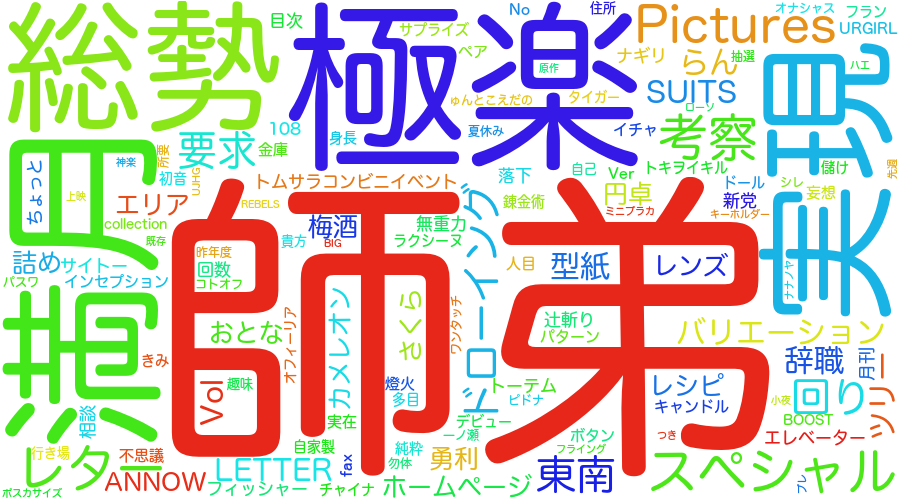 総勢
極楽
目次
サプライズ
ペア
No
住所
Pictures
オナシャス
フラン
URGIRL
ナギリ
らん
抽選
原作
ハエ
SUITS
ゅんとこえだの
タイガー
ローソ
実現
108
要求
金庫
身長
夏休み
イチャ
考察
満月
ちょっと
神楽
所要
初音
UJHG
上映
落下
自己
Ver
トキヲイキル
儲け
先週
エリア
トムサラコンビニイベント
REBELS
collection
既存
錬金術
円卓
ミニプラカ
ドール
新党
シレ
妄想
キーホルダー
梅酒
BIG
無重力
ラクシーヌ
ドローイング
貴方
昨年度
回数
コトオフ
詰め
サイトー
パスワ
インセプション
師弟
人目
型紙
レンズ
ナナノヤ
おとな
オフィーリア
カメレオン
さくら
ワンタッチ
辻斬り
パターン
バリエーション
きみ
Vol
趣味
燈火
多目
トーテム
ピドナ
レシピ
キャンドル
辞職
月刊
回り
ツリー
小夜
BOOST
相談
実在
デビュー
一ノ瀬
ボタン
フライング
つき
エレベーター
行き場
不思議
自家製
純粋
勿体
勇利
レター
ANNOW
LETTER
fax
フィッシャー
チャイナ
ホームページ
東南
スペシャル
フレ
ポスカサイズ